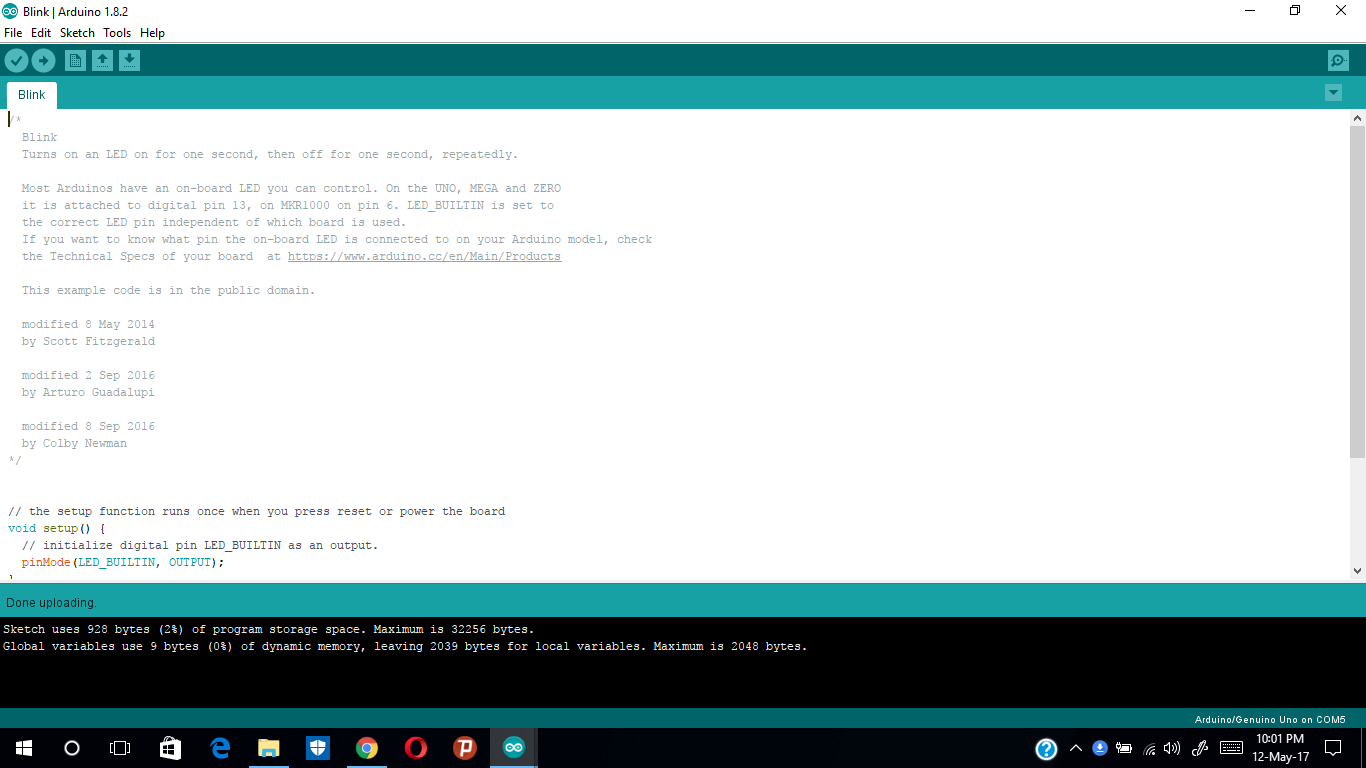 Blink | Arduino 1.8.2
File Edit Sketch Tools Help
Blink
/*
Blink
Turns on an LED on for one second, then off for one second, repeatedly.
Most Arduinos have an on-board LED you can control. On the UNO, MEGA and ZERO
it is attached to digital pin 13, on MKR1000 on pin 6. LED_BUILTIN is set to
the correct LED pin independent of which board is used.
If you want to know what pin the on-board LED is connected to on your Arduino model, check
the Technical Specs of your board  at https://www.arduino.cc/en/Main/Products
This example code is in the public domain.
modified 8 May 2014
by Scott Fitzgerald
modified 2 Sep 2016
by Arturo Guadalupi
modified 8 Sep 2016
by Colby Newman
*/
// the setup function runs once when you press reset or power the board
void setup() {
// initialize digital pin LED_BUILTIN as an output.
pinMode(LED_BUILTIN, OUTPUT);
}
Done uploading.
Sketch uses 928 bytes (2%) of program storage space. Maximum is 32256 bytes.
Global variables use 9 bytes (0%) of dynamic memory, leaving 2039 bytes for local variables. Maximum is 2048 bytes.
Arduino/Genuino Uno on COM5
10:01 PM
12-May-17